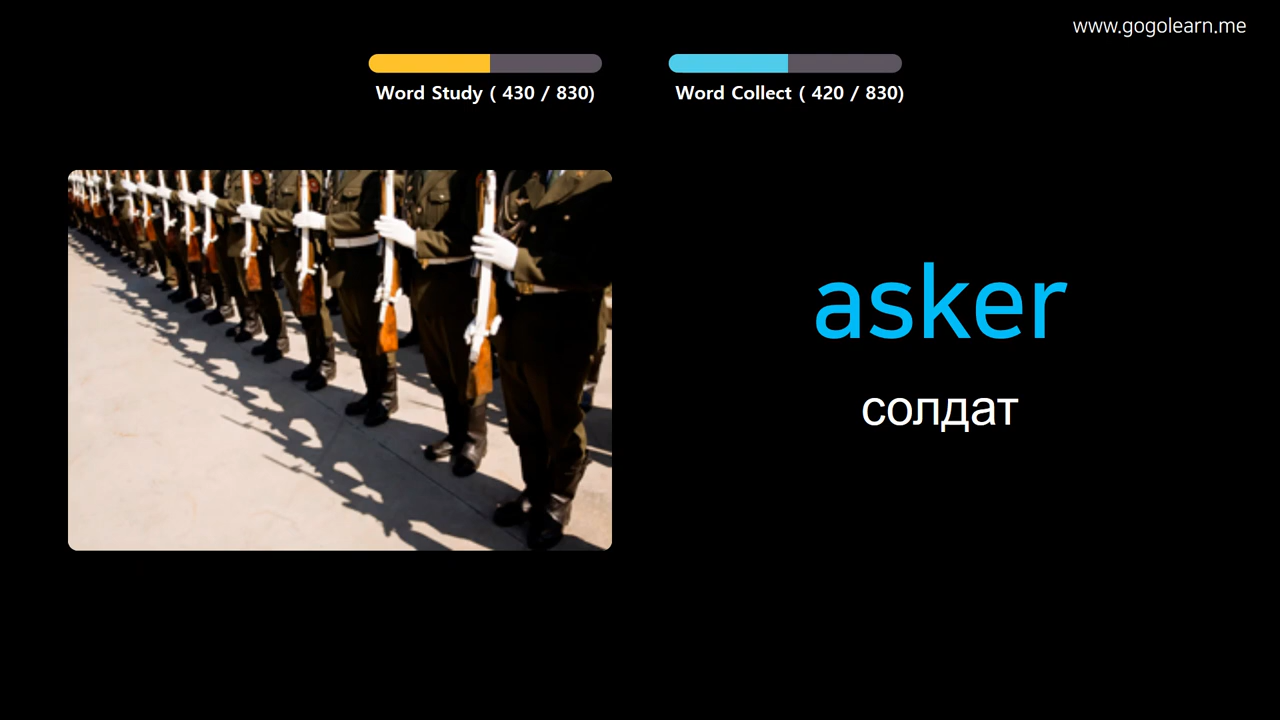 www.gogolearn.me
Word Study ( 430 / 830)
Word Collect ( 420 / 830)
asker
солдат